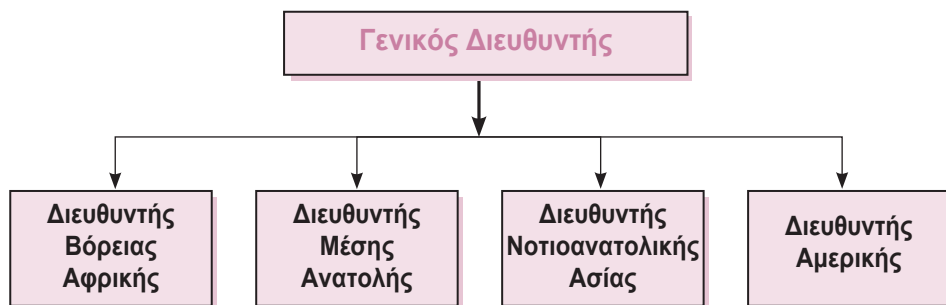 Γενικός Διευθυντής
Διευθυντής
Βόρειας
Αφρικής
Διευθυντής
Μέσης
Ανατολής
Διευθυντής
Νοτιοανατολικής
Ασίας
Διευθυντής
Αμερικής